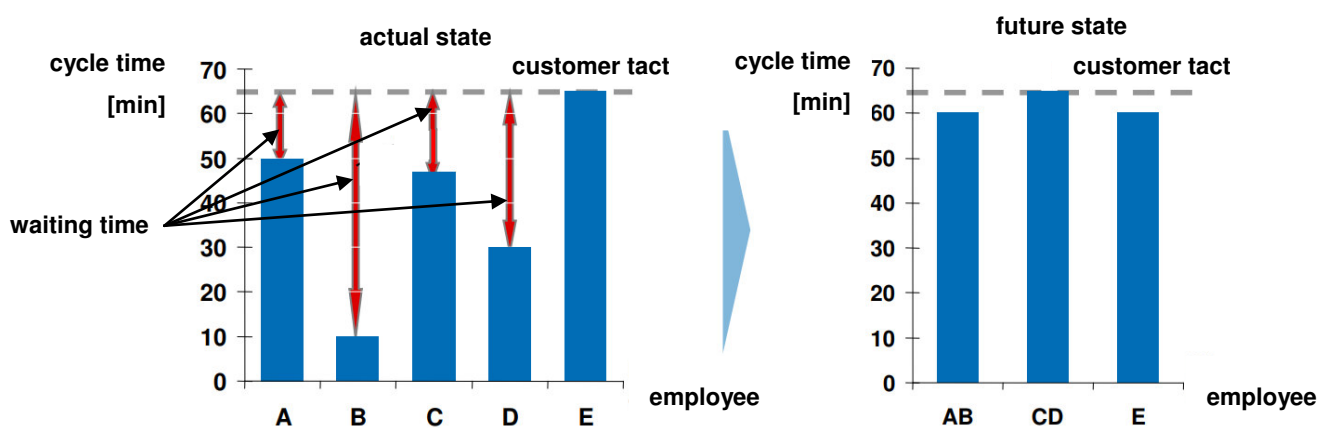 actual state
cycle time
[min]
customer tact
70
60
50
40
30
20
10
0
waiting time
A B C D E
employee
future state
cycle time
[min]
customer tact
70
60
50
40
30
20
10
0
AB CD E
employee